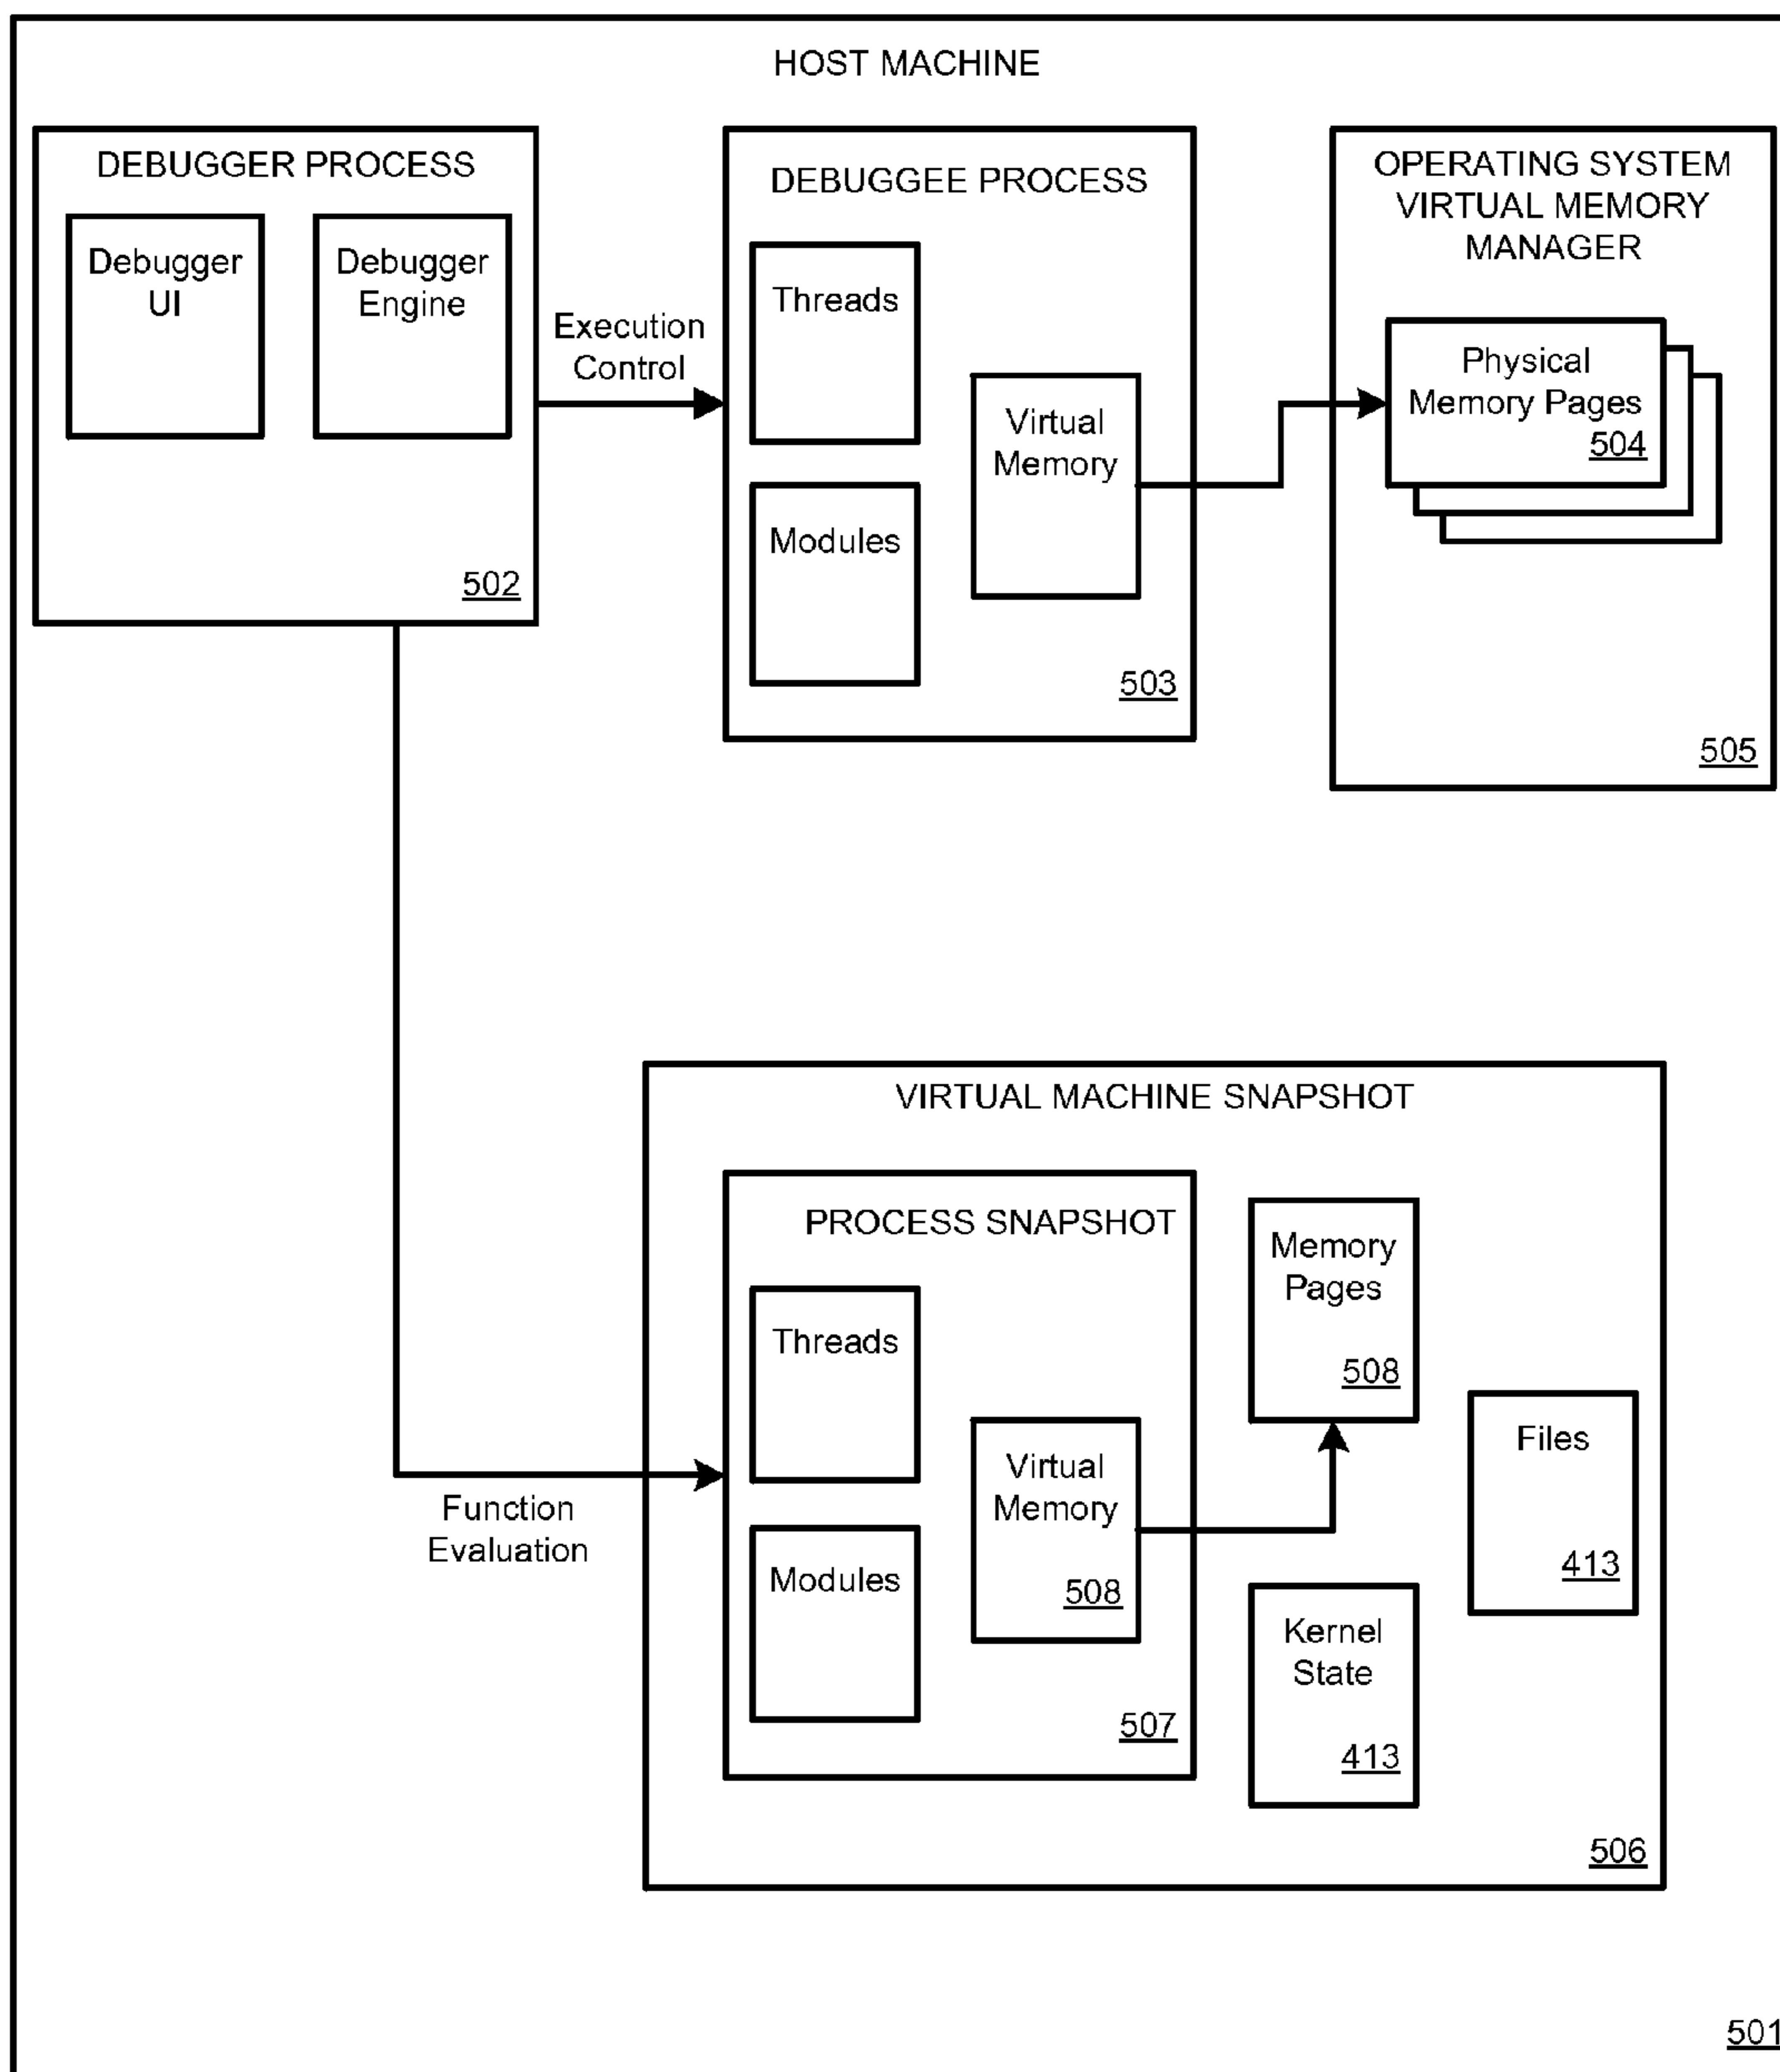 HOST MACHINE
DEBUGGER PROCESS
Debugger
UI
Debugger
Engine
502
Execution
Control
DEBUGGEE PROCESS
Threads
Modules
Virtual
Memory
503
OPERATING SYSTEM
VIRTUAL MEMORY
MANAGER
Physical
Memory Pages
504
505
Function
Evaluation
VIRTUAL MACHINE SNAPSHOT
PROCESS SNAPSHOT
Threads
Modules
Virtual
Memory
508
507
Memory
Pages
508
Files
413
Kernel
State
413
506
501